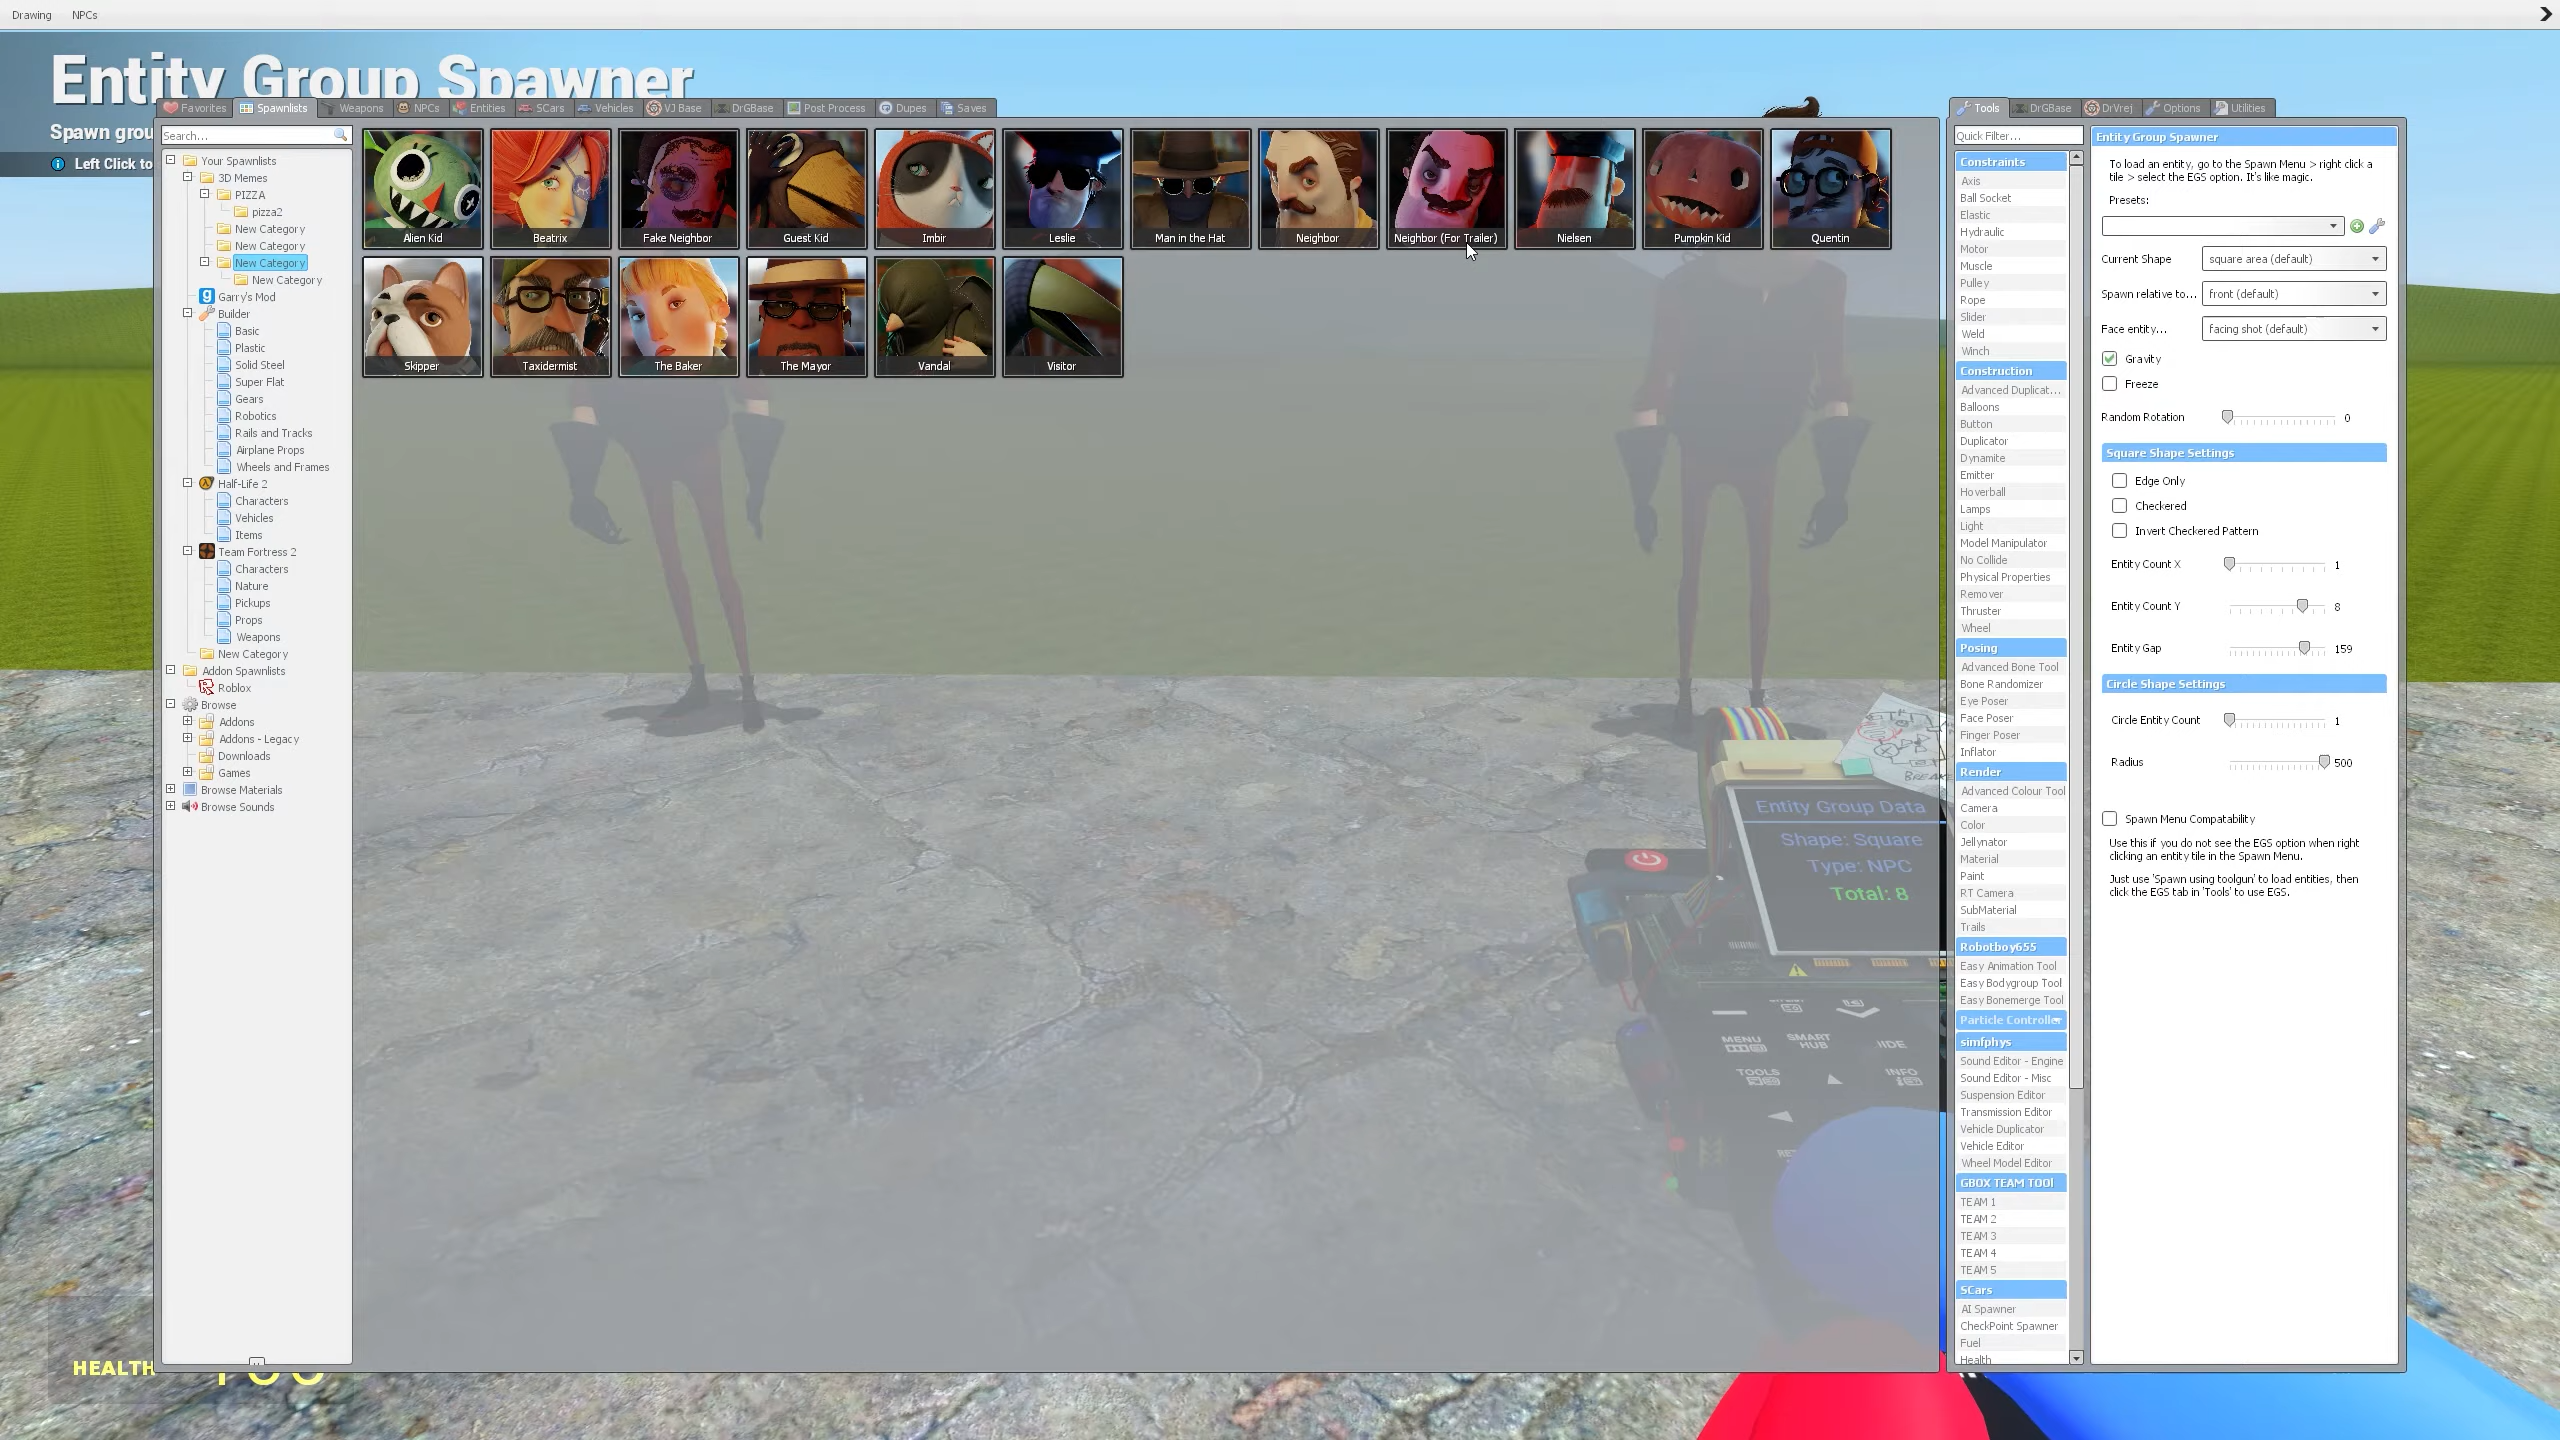 Drawing NPCs
Entity Group Spawner
Spawn grou
Left Click to
Favorites Spawnlists Weapons NPCs Entities SCars Vehicles VJ Base DrGBase Post Process Dupes Saves
Search...
Your Spawnlists
3D Memes
PIZZA
pizza2
New Category
New Category
New Category
New Category
Garry's Mod
Builder
Basic
Plastic
Solid Steel
Super Flat
Gears
Robotics
Rails and Tracks
Airplane Props
Wheels and Frames
Half-Life 2
Characters
Vehicles
Items
Team Fortress 2
Characters
Nature
Pickups
Props
Weapons
New Category
Addon Spawnlists
Roblox
Browse
Addons
Addons - Legacy
Downloads
Games
Browse Materials
Browse Sounds
Alien Kid Beatrix Fake Neighbor Guest Kid Imbir Leslie Man in the Hat Neighbor Neighbor (For Trailer) Nielsen Pumpkin Kid Quentin
Skipper Taxidermist The Baker The Mayor Vandal Visitor
Entity Group Data
Shape: Square
Type: NPC
Total: 8
MENU SMART HUB HIDE
TOOLS INFO
HEALTH 100
Tools DrGBase DrVrej Options Utilities
Quick Filter...
Constraints
Axis
Ball Socket
Elastic
Hydraulic
Motor
Muscle
Pulley
Rope
Slider
Weld
Winch
Construction
Advanced Duplicat...
Balloons
Button
Duplicator
Dynamite
Emitter
Hoverball
Lamps
Light
Model Manipulator
No Collide
Physical Properties
Remover
Thruster
Wheel
Posing
Advanced Bone Tool
Bone Randomizer
Eye Poser
Face Poser
Finger Poser
Inflator
Render
Advanced Colour Tool
Camera
Color
Jellynator
Material
Paint
RT Camera
SubMaterial
Trails
Robotboy655
Easy Animation Tool
Easy Bodygroup Tool
Easy Bonemerge Tool
Particle Controller
simfphys
Sound Editor - Engine
Sound Editor - Misc
Suspension Editor
Transmission Editor
Vehicle Duplicator
Vehicle Editor
Wheel Model Editor
GBOX TEAM TOOl
TEAM 1
TEAM 2
TEAM 3
TEAM 4
TEAM 5
SCars
AI Spawner
CheckPoint Spawner
Fuel
Health
Entity Group Spawner
To load an entity, go to the Spawn Menu > right click a
tile > select the EGS option. It's like magic.
Presets:
Current Shape square area (default)
Spawn relative to... front (default)
Face entity... facing shot (default)
Gravity
Freeze
Random Rotation 0
Square Shape Settings
Edge Only
Checkered
Invert Checkered Pattern
Entity Count X 1
Entity Count Y 8
Entity Gap 159
Circle Shape Settings
Circle Entity Count 1
Radius 500
Spawn Menu Compatability
Use this if you do not see the EGS option when right
clicking an entity tile in the Spawn Menu.
Just use 'Spawn using toolgun' to load entities, then
click the EGS tab in 'Tools' to use EGS.